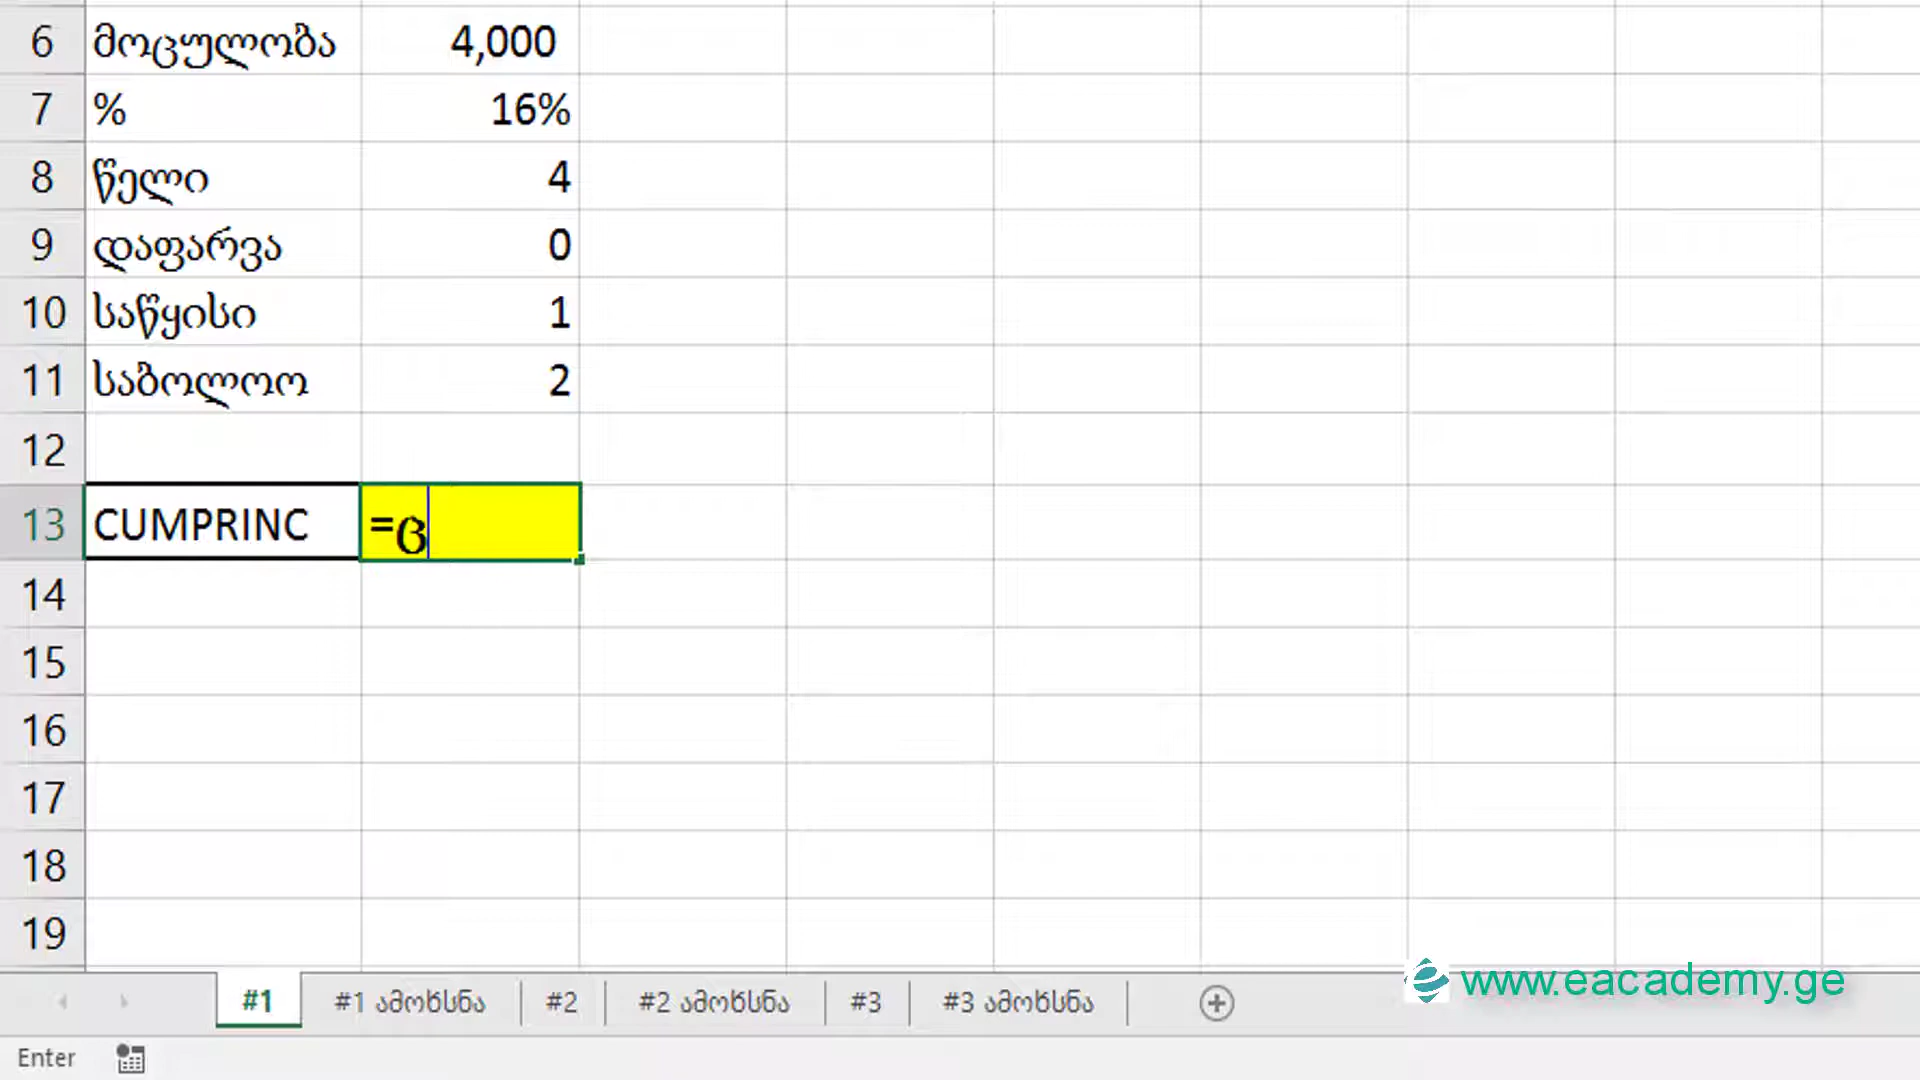 6 მოცულობა 4,000
7 % 16%
8 წელი 4
9 დაფარვა 0
10 საწყისი 1
11 საბოლოო 2
12
13 CUMPRINC =ც
14
15
16
17
18
19
www.eacademy.ge
#1 #1 ამოხსნა #2 #2 ამოხსნა #3 #3 ამოხსნა
Enter